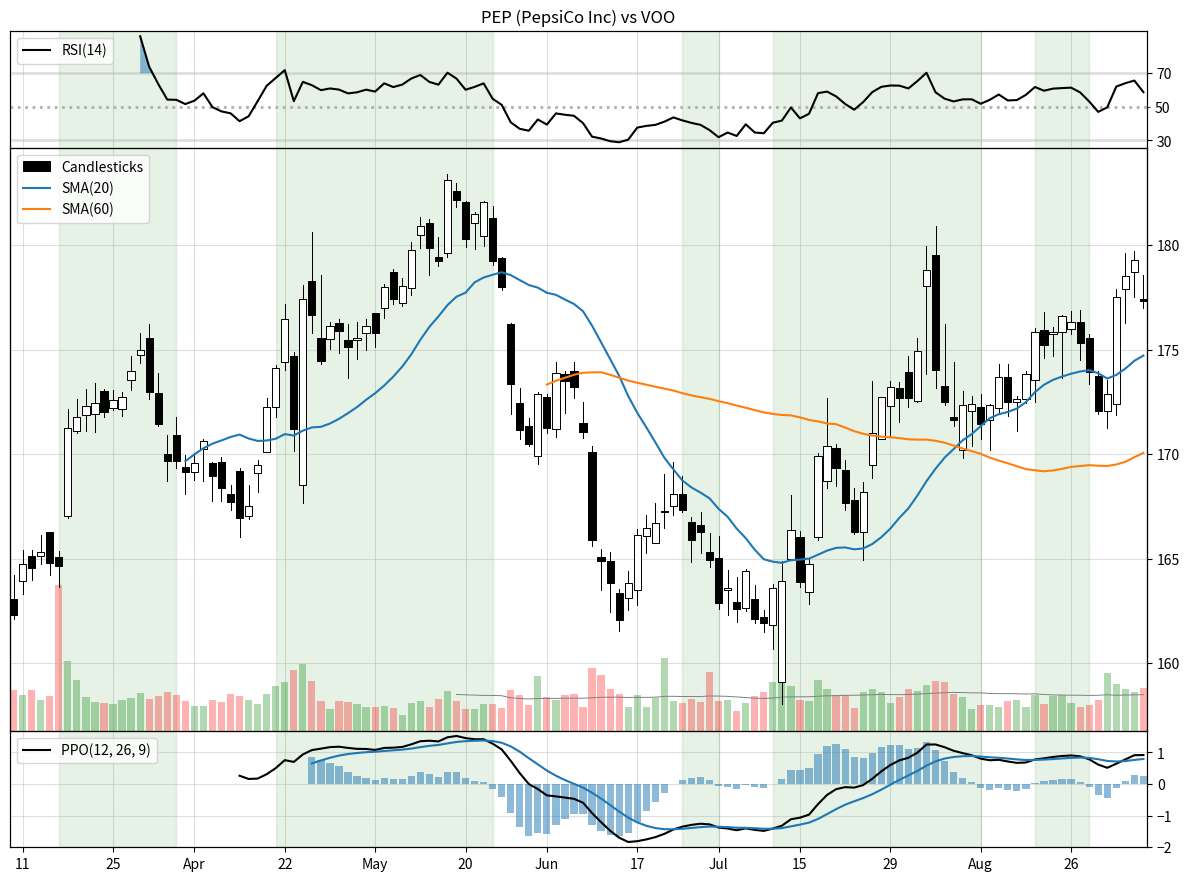 PEP (PepsiCo Inc) vs VOO
RSI(14)
70
50
30
Candlesticks
SMA(20)
SMA(60)
180
175
170
165
160
PPO(12, 26, 9)
1
0
−1
−2
11 25 Apr 22 May 20 Jun 17 Jul 15 29 Aug 26